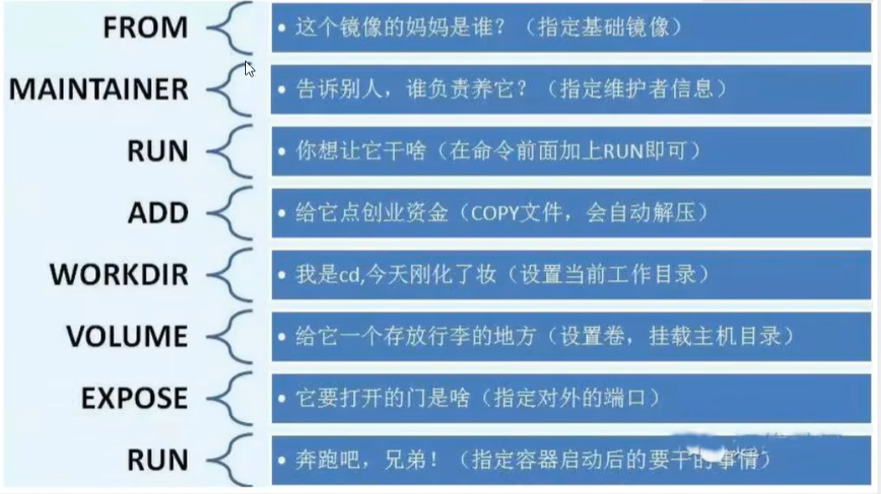 FROM • 这个镜像的妈妈是谁？（指定基础镜像）
MAINTAINER • 告诉别人，谁负责养它？（指定维护者信息）
RUN • 你想让它干啥（在命令前面加上RUN即可）
ADD • 给它点创业资金（COPY文件，会自动解压）
WORKDIR • 我是cd,今天刚化了妆（设置当前工作目录）
VOLUME • 给它一个存放行李的地方（设置卷，挂载主机目录）
EXPOSE • 它要打开的门是啥（指定对外的端口）
RUN • 奔跑吧，兄弟！（指定容器启动后的要干的事情）